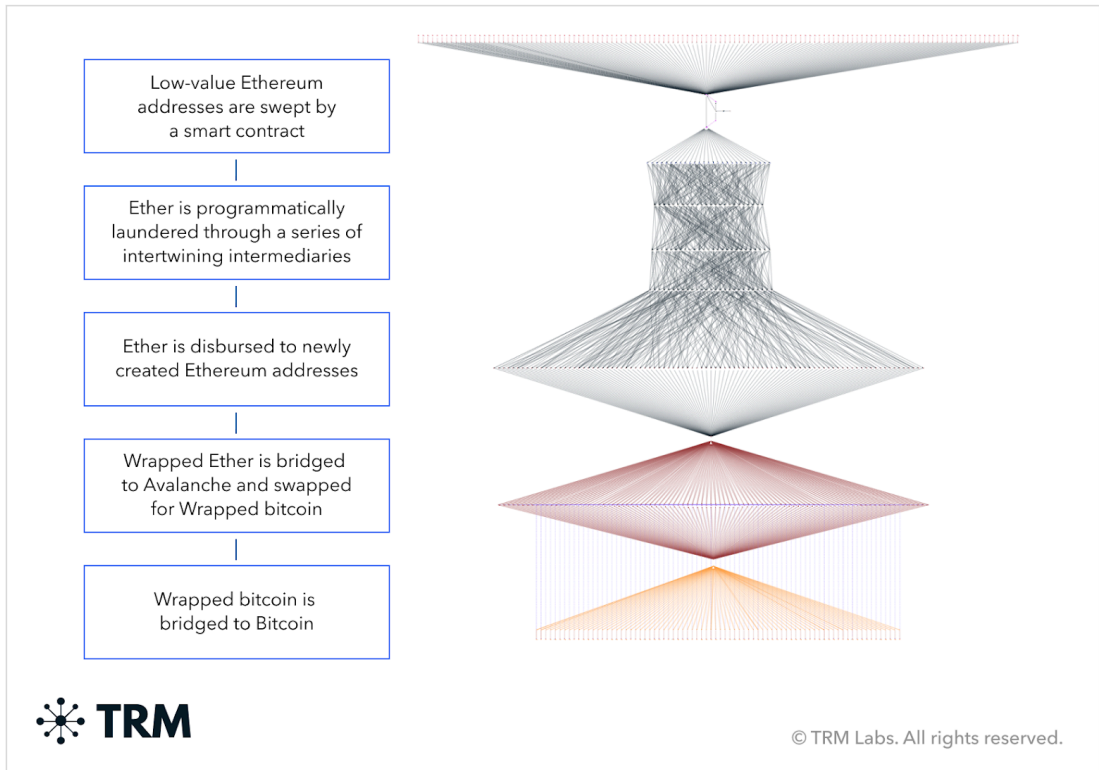 Low-value Ethereum
addresses are swept by
a smart contract
Ether is programmatically
laundered through a series of
intertwining intermediaries
Ether is disbursed to newly
created Ethereum addresses
Wrapped Ether is bridged
to Avalanche and swapped
for Wrapped bitcoin
Wrapped bitcoin is
bridged to Bitcoin
TRM
© TRM Labs. All rights reserved.